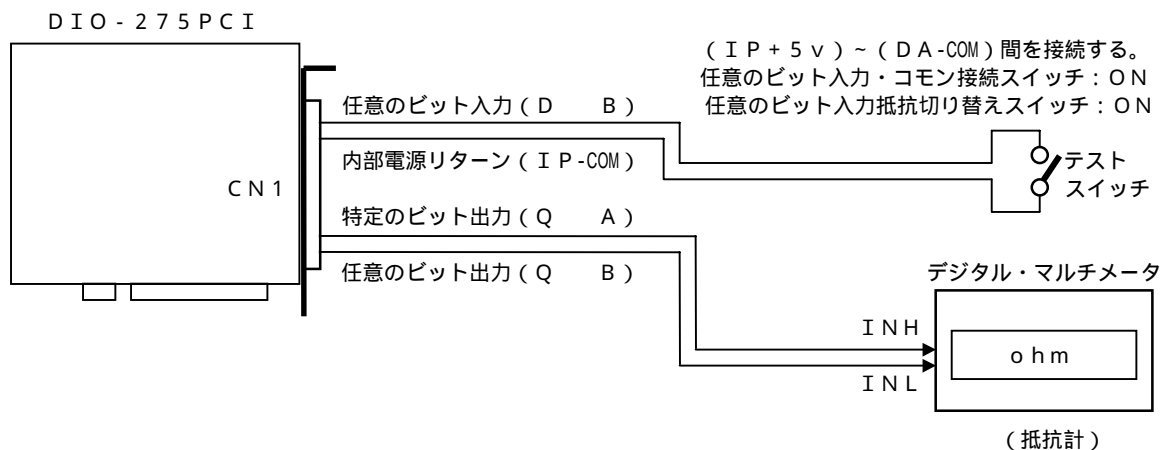 ＤＩＯ-２７５ＰＣＩ
（ＩＰ+５ｖ）~（ＤＡ-COM）間を接続する。
任意のビット入力・コモン接続スイッチ：ＯＮ
任意のビット入力抵抗切り替えスイッチ：ＯＮ
任意のビット入力（Ｄ　　Ｂ）
内部電源リターン（ＩＰ-COM）
テスト
スイッチ
ＣＮ１
特定のビット出力（Ｑ　　Ａ）
任意のビット出力（Ｑ　　Ｂ）
デジタル・マルチメータ
ＩＮＨ
ｏｈｍ
ＩＮＬ
（抵抗計）